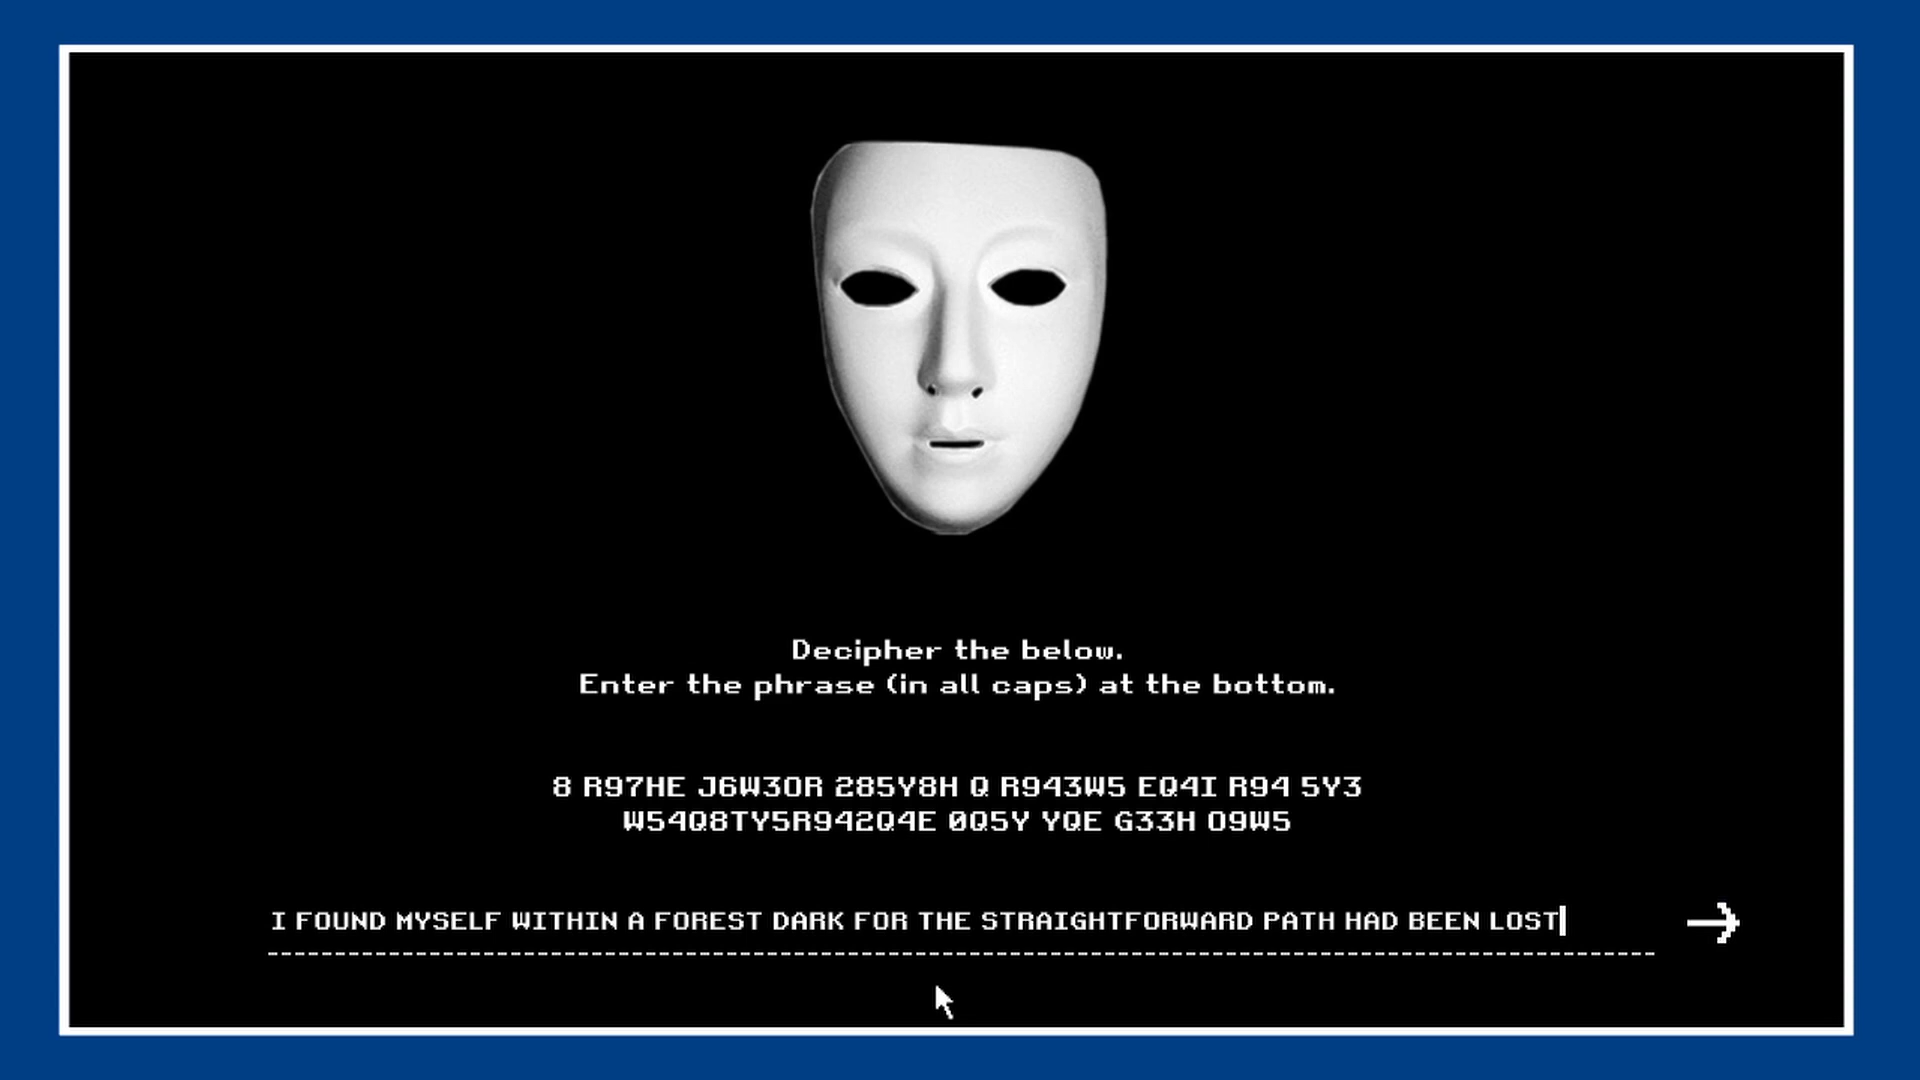 Decipher the below.
Enter the phrase (in all caps) at the bottom.
8 R97HE J6W3OR 285Y8H Q R943W5 EQ4I R94 5Y3
W54Q8TY5R942Q4E 0Q5Y YQE G33H O9W5
I FOUND MYSELF WITHIN A FOREST DARK FOR THE STRAIGHTFORWARD PATH HAD BEEN LOST